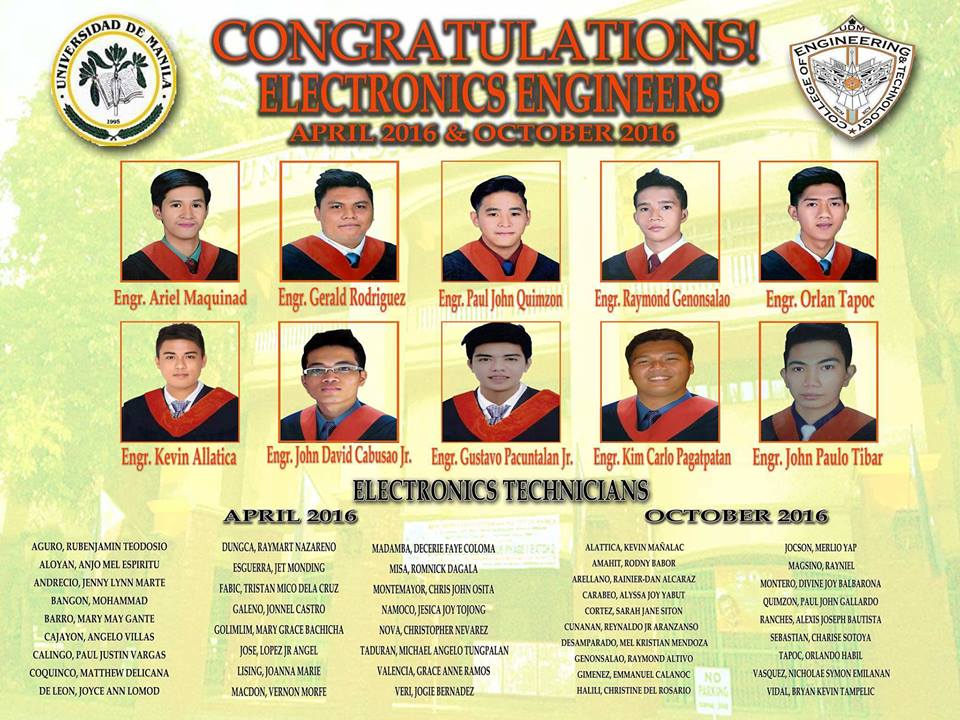 UNIVERSIDAD DE MANILA
1995
CONGRATULATIONS!
ELECTRONICS ENGINEERS
APRIL 2016 & OCTOBER 2016
UDM
COLLEGE OF ENGINEERING & TECHNOLOGY
Engr. Ariel Maquinad
Engr. Gerald Rodriguez
Engr. Paul John Quimzon
Engr. Raymond Genonsalao
Engr. Orlan Tapoc
Engr. Kevin Allatica
Engr. John David Cabusao Jr.
Engr. Gustavo Pacuntalan Jr.
Engr. Kim Carlo Pagatpatan
Engr. John Paulo Tibar
ELECTRONICS TECHNICIANS
APRIL 2016
AGURO, RUBENJAMIN TEODOSIO
ALOYAN, ANJO MEL ESPIRITU
ANDRECIO, JENNY LYNN MARTE
BANGON, MOHAMMAD
BARRO, MARY MAY GANTE
CAJAYON, ANGELO VILLAS
CALINGO, PAUL JUSTIN VARGAS
COQUINCO, MATTHEW DELICANA
DE LEON, JOYCE ANN LOMOD
DUNGCA, RAYMART NAZARENO
ESGUERRA, JET MONDING
FABIC, TRISTAN MICO DELA CRUZ
GALENO, JONNEL CASTRO
GOLIMLIM, MARY GRACE BACHICHA
JOSE, LOPEZ JR ANGEL
LISING, JOANNA MARIE
MACDON, VERNON MORFE
MADAMBA, DECERIE FAYE COLOMA
MISA, ROMNICK DAGALA
MONTEMAYOR, CHRIS JOHN OSITA
NAMOCO, JESICA JOY TOJONG
NOVA, CHRISTOPHER NEVAREZ
TADURAN, MICHAEL ANGELO TUNGPALAN
VALENCIA, GRACE ANNE RAMOS
VERI, JOGIE BERNADEZ
OCTOBER 2016
ALATTICA, KEVIN MAÑALAC
AMAHIT, RODNY BABOR
ARELLANO, RAINIER-DAN ALCARAZ
CARABEO, ALYSSA JOY YABUT
CORTEZ, SARAH JANE SITON
CUNANAN, REYNALDO JR ARANZANSO
DESAMPARADO, MEL KRISTIAN MENDOZA
GENONSALAO, RAYMOND ALTIVO
GIMENEZ, EMMANUEL CALANOC
HALILI, CHRISTINE DEL ROSARIO
JOCSON, MERLIO YAP
MAGSINO, RAYNIEL
MONTERO, DIVINE JOY BALBARONA
QUIMZON, PAUL JOHN GALLARDO
RANCHES, ALEXIS JOSEPH BAUTISTA
SEBASTIAN, CHARISE SOTOYA
TAPOC, ORLANDO HABIL
VASQUEZ, NICHOLAE SYMON EMILANAN
VIDAL, BRYAN KEVIN TAMPELIC
NO
PARKING